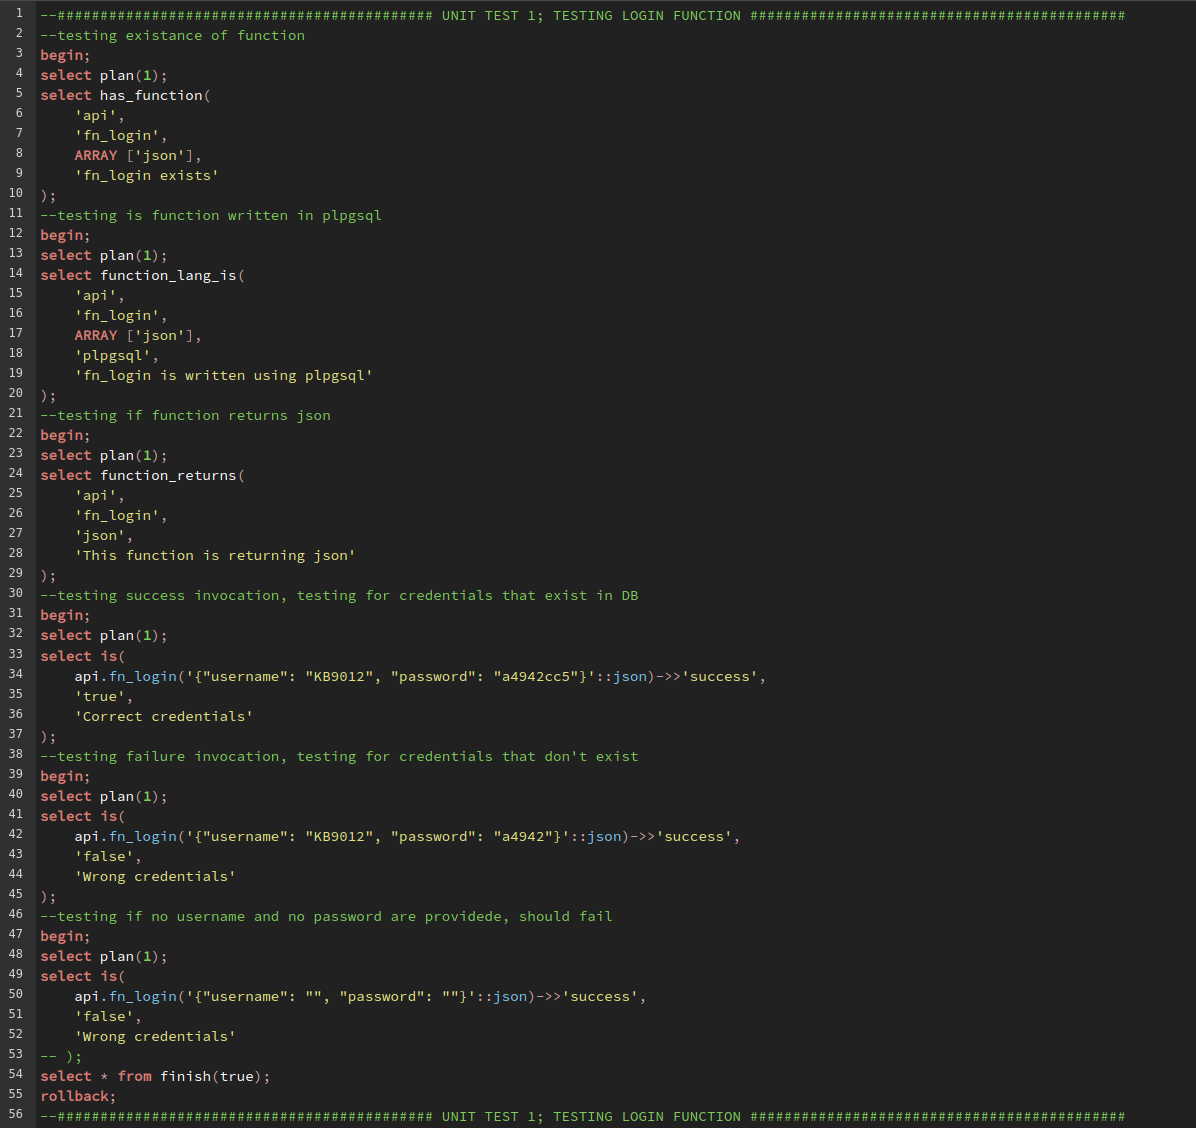 1 --############################################ UNIT TEST 1; TESTING LOGIN FUNCTION ############################################
2 --testing existance of function
3 begin;
4 select plan(1);
5 select has_function(
6     'api',
7     'fn_login',
8     ARRAY ['json'],
9     'fn_login exists'
10 );
11 --testing is function written in plpgsql
12 begin;
13 select plan(1);
14 select function_lang_is(
15     'api',
16     'fn_login',
17     ARRAY ['json'],
18     'plpgsql',
19     'fn_login is written using plpgsql'
20 );
21 --testing if function returns json
22 begin;
23 select plan(1);
24 select function_returns(
25     'api',
26     'fn_login',
27     'json',
28     'This function is returning json'
29 );
30 --testing success invocation, testing for credentials that exist in DB
31 begin;
32 select plan(1);
33 select is(
34     api.fn_login('{"username": "KB9012", "password": "a4942cc5"}'::json)->>'success',
35     'true',
36     'Correct credentials'
37 );
38 --testing failure invocation, testing for credentials that don't exist
39 begin;
40 select plan(1);
41 select is(
42     api.fn_login('{"username": "KB9012", "password": "a4942"}'::json)->>'success',
43     'false',
44     'Wrong credentials'
45 );
46 --testing if no username and no password are providede, should fail
47 begin;
48 select plan(1);
49 select is(
50     api.fn_login('{"username": "", "password": ""}'::json)->>'success',
51     'false',
52     'Wrong credentials'
53 -- );
54 select * from finish(true);
55 rollback;
56 --############################################ UNIT TEST 1; TESTING LOGIN FUNCTION ############################################